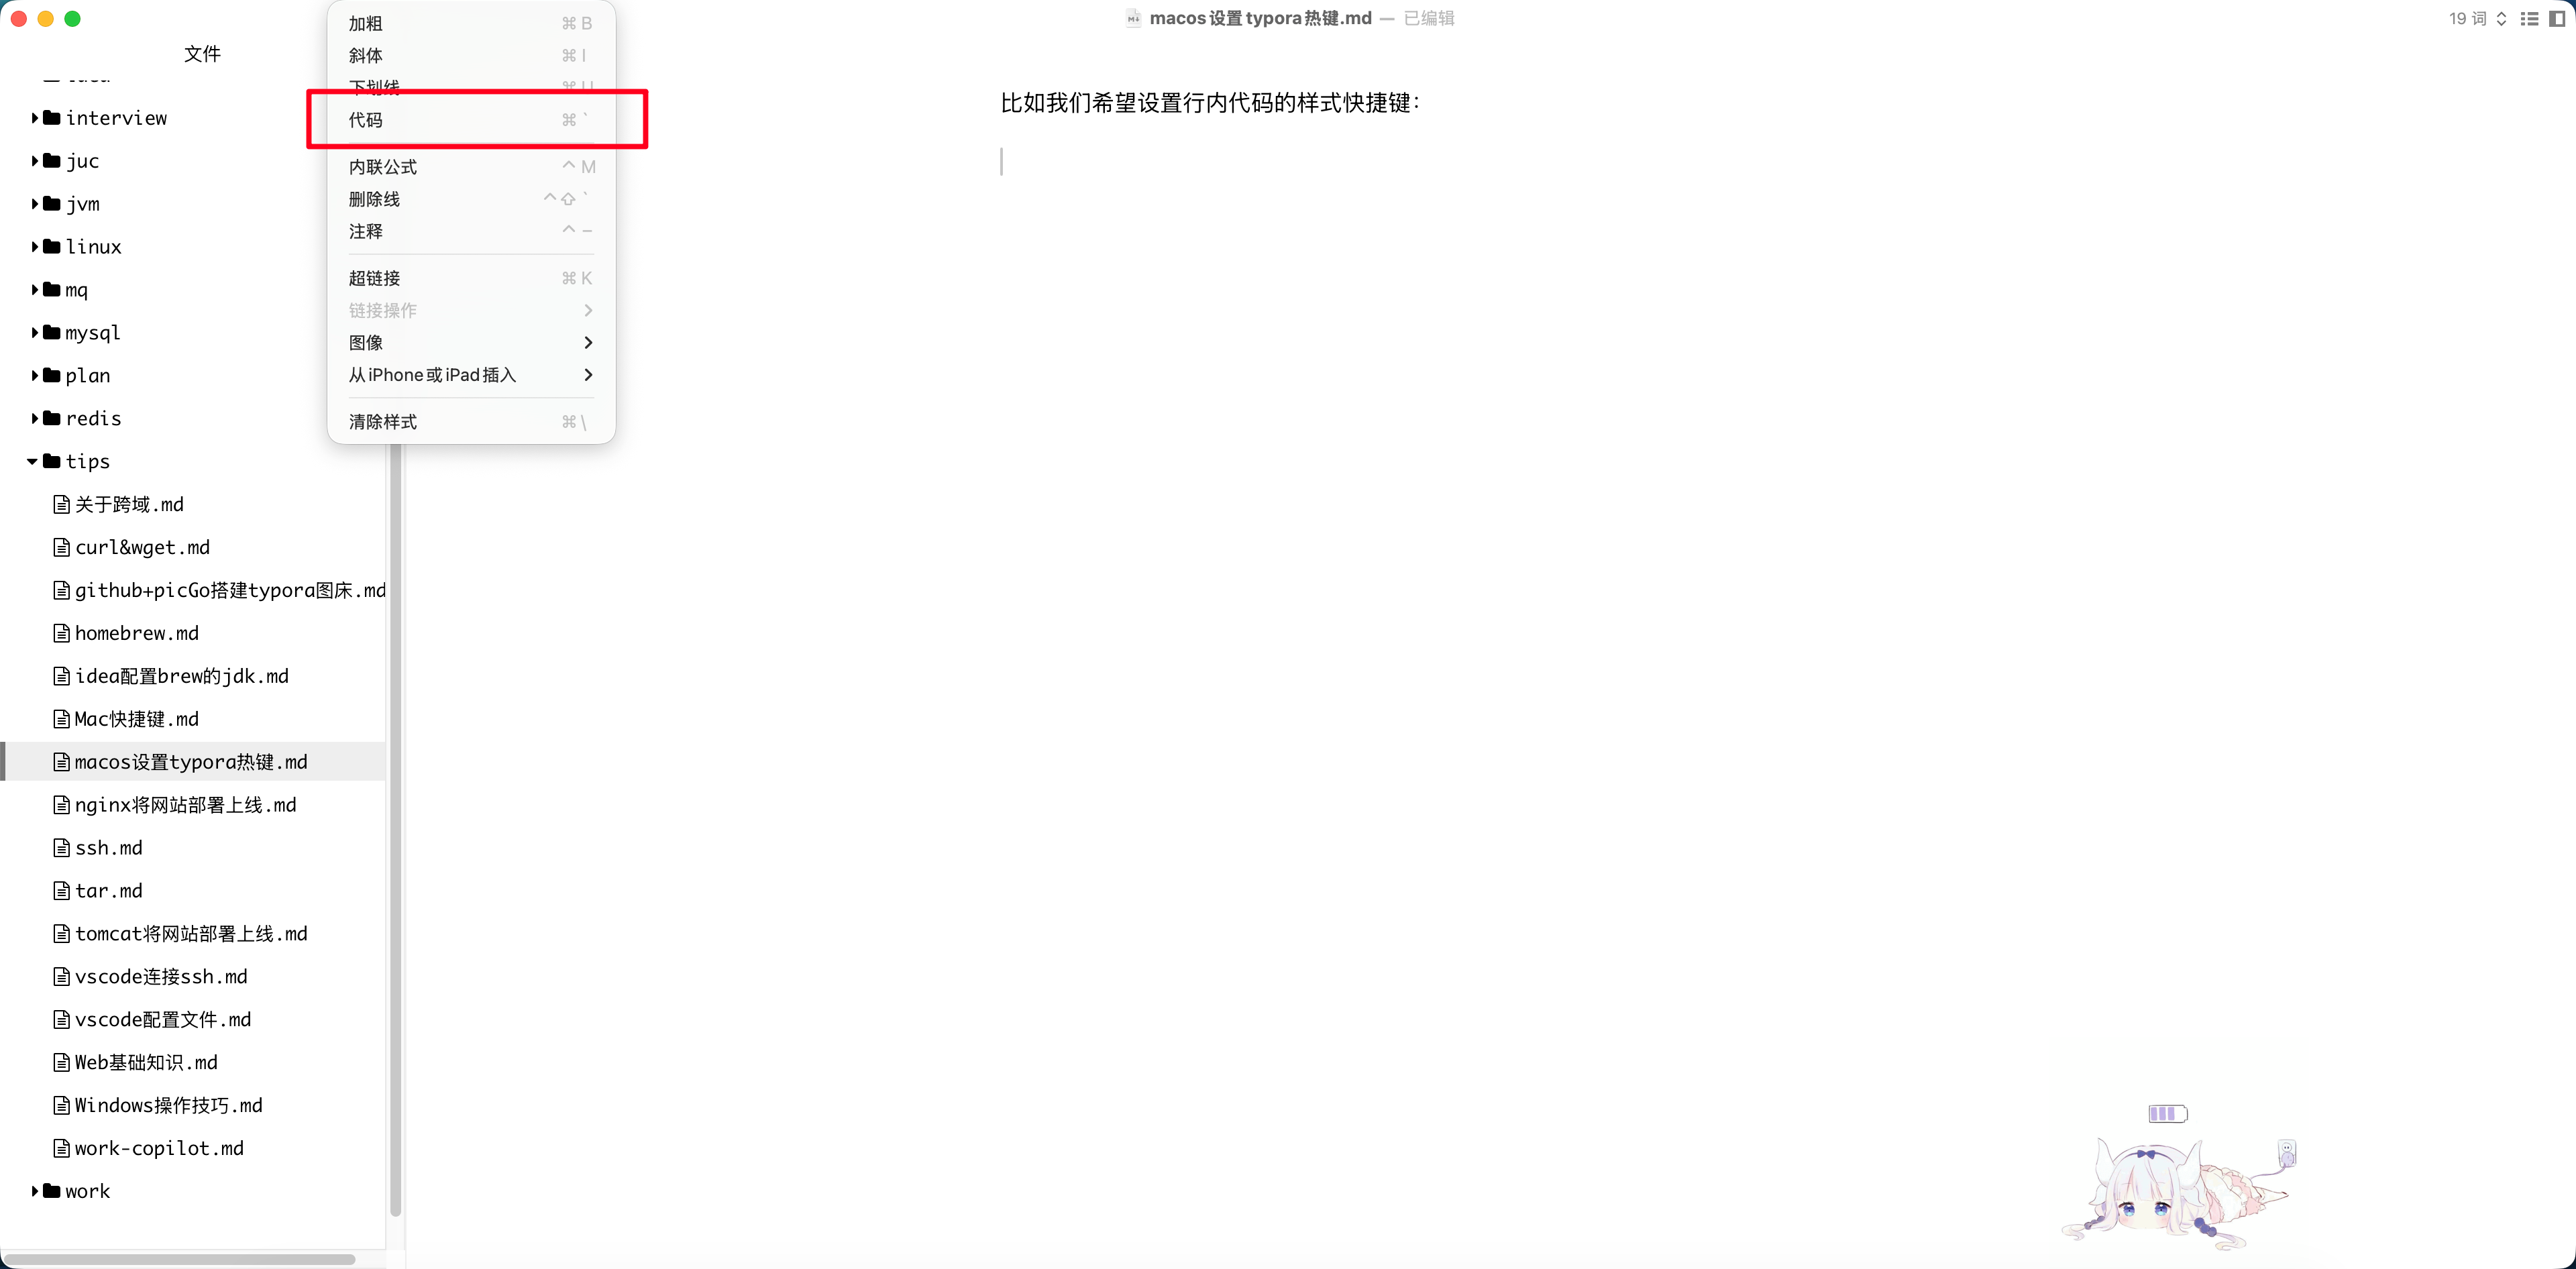 macos设置typora热键.md — 已编辑
19 词
文件
interview
juc
jvm
linux
mq
mysql
plan
redis
tips
关于跨域.md
curl&wget.md
github+picGo搭建typora图床.md
homebrew.md
idea配置brew的jdk.md
Mac快捷键.md
macos设置typora热键.md
nginx将网站部署上线.md
ssh.md
tar.md
tomcat将网站部署上线.md
vscode连接ssh.md
vscode配置文件.md
Web基础知识.md
Windows操作技巧.md
work-copilot.md
work
加粗 ⌘ B
斜体 ⌘ I
下划线 ⌘ U
代码 ⌘ `
内联公式 ^ M
删除线 ^ ⇧ `
注释 ^ -
超链接 ⌘ K
链接操作
图像
从 iPhone 或 iPad 插入
清除样式 ⌘ \
比如我们希望设置行内代码的样式快捷键：